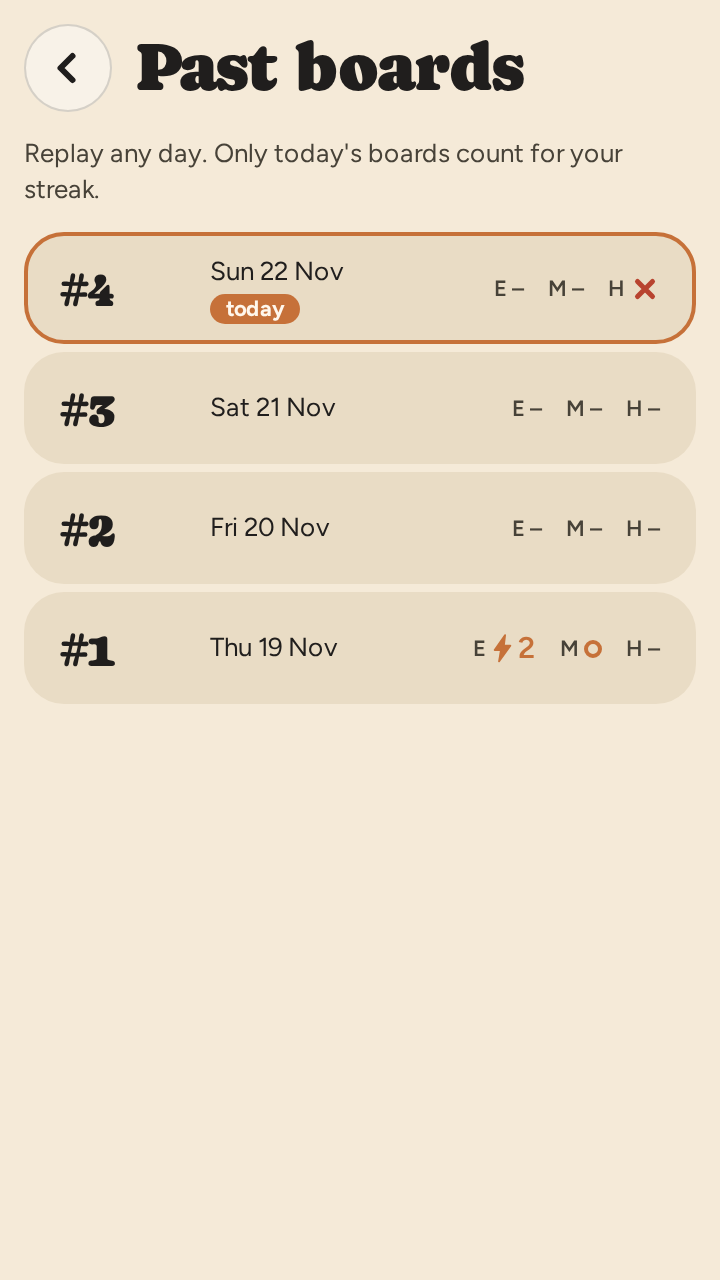 Past boards
Replay any day. Only today's boards count for your
streak.
#4 Sun 22 Nov E – M – H ✕
today
#3 Sat 21 Nov E – M – H –
#2 Fri 20 Nov E – M – H –
#1 Thu 19 Nov E ⚡2 M ○ H –